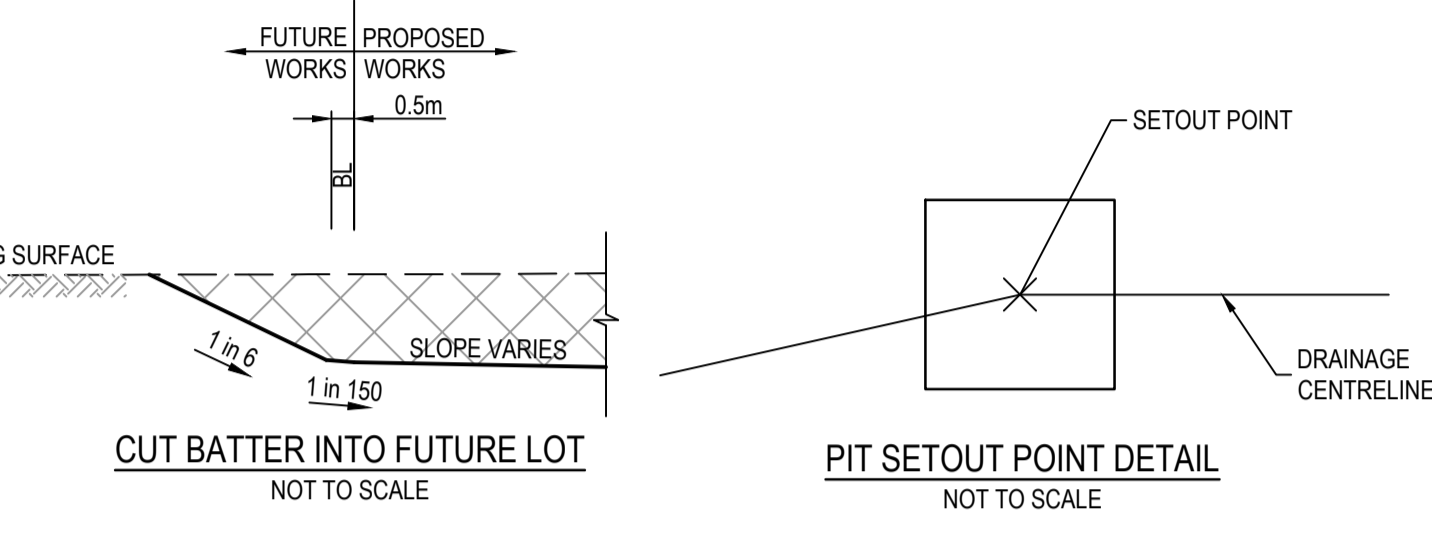 FUTURE PROPOSED
WORKS WORKS
0.5m
BL
G SURFACE
1 in 6
SLOPE VARIES
1 in 150
CUT BATTER INTO FUTURE LOT
NOT TO SCALE
SETOUT POINT
DRAINAGE
CENTRELINE
PIT SETOUT POINT DETAIL
NOT TO SCALE